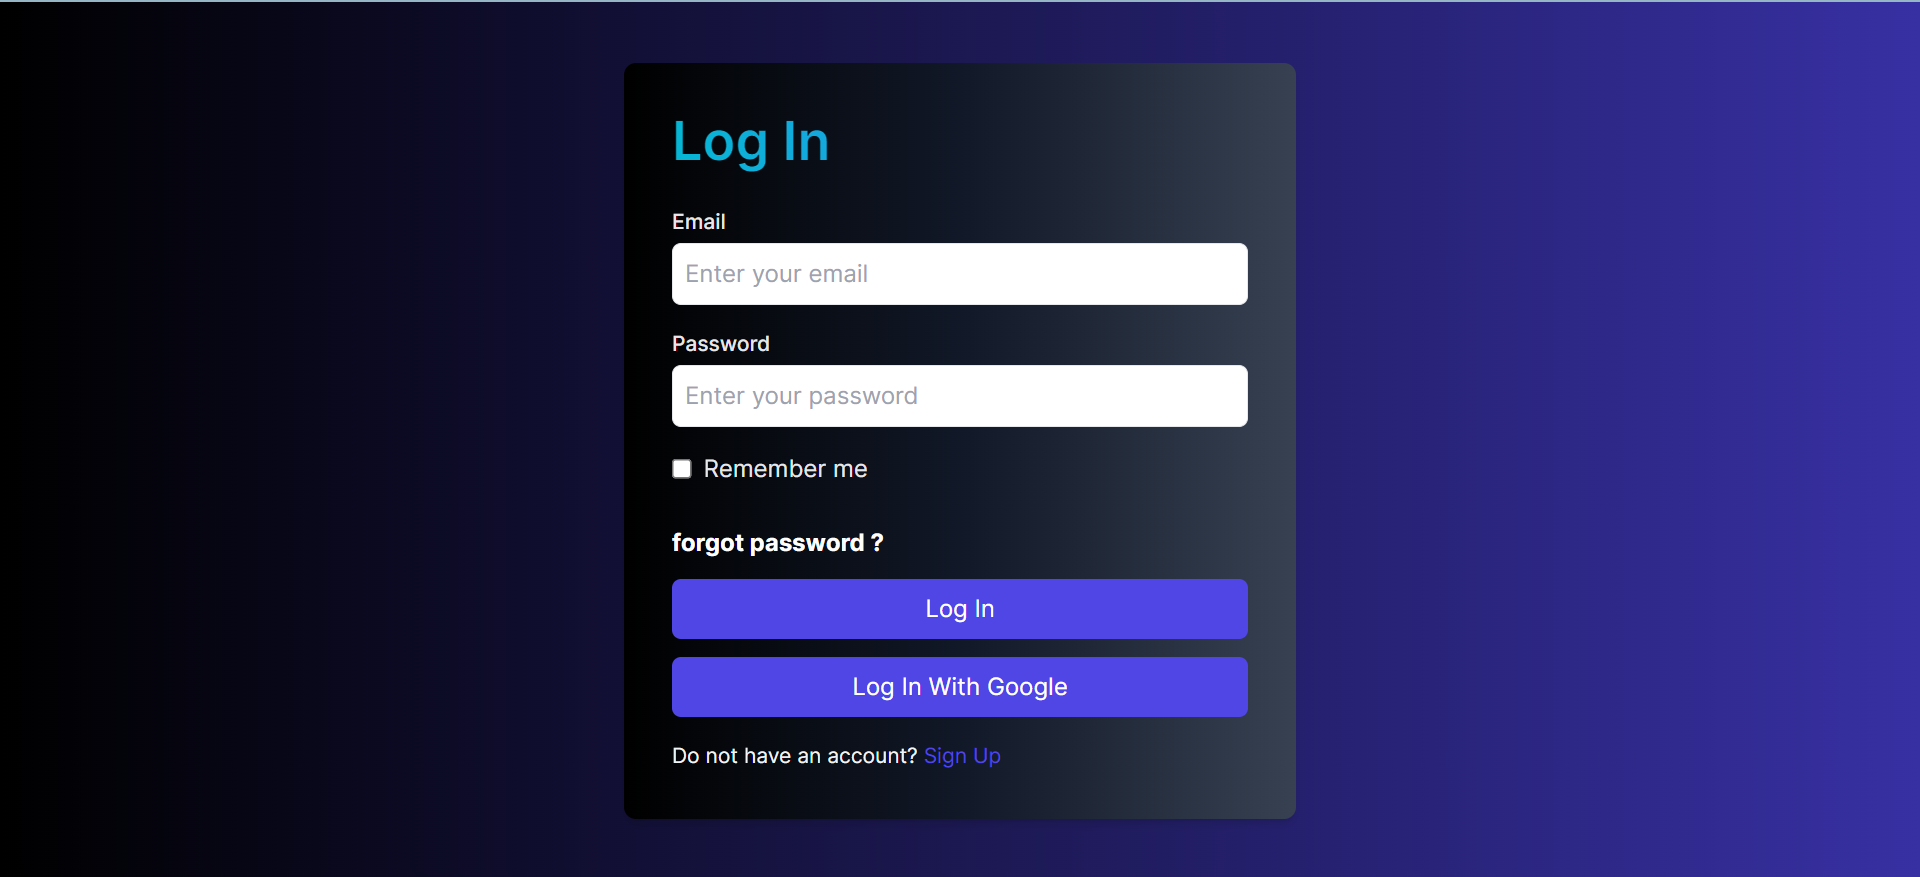 Log In
Email
Enter your email
Password
Enter your password
Remember me
forgot password ?
Log In
Log In With Google
Do not have an account? Sign Up